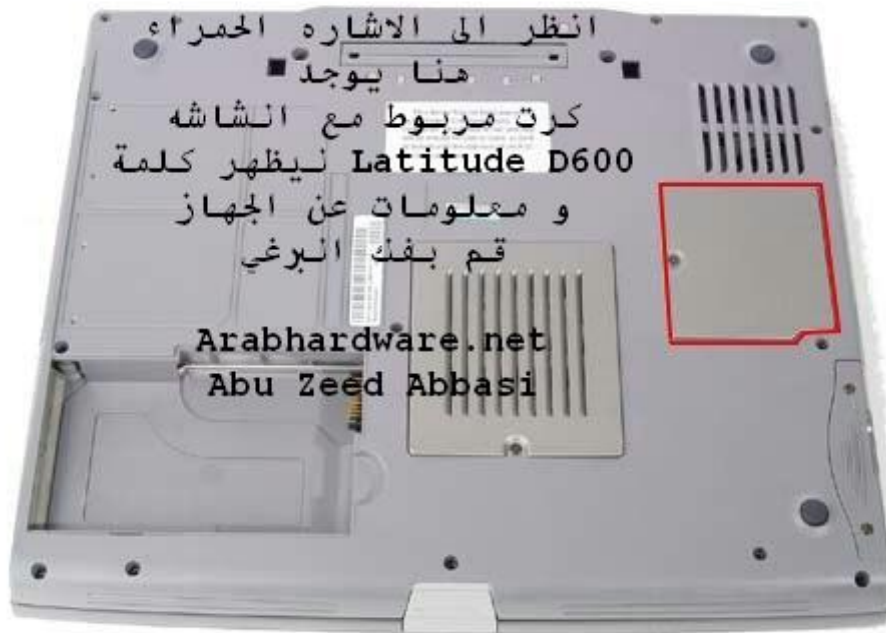 انظر الى الاشاره الحمراء
هنا يوجد
كرت مربوط مع الشاشه
ليظهر كلمة Latitude D600
و معلومات عن الجهاز
قم بفك البرغي
Arabhardware.net
Abu Zeed Abbasi